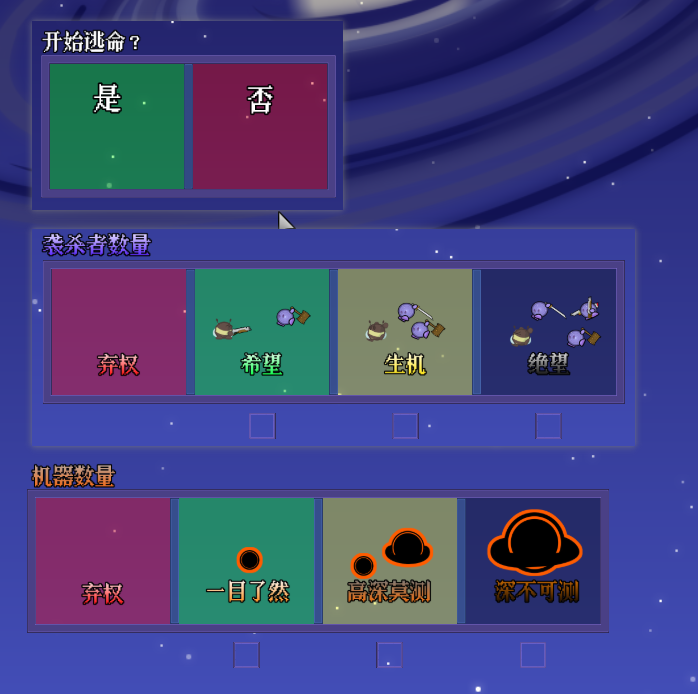 开始逃命？
是
否
袭杀者数量
弃权
希望
生机
绝望
机器数量
弃权
一目了然
高深莫测
深不可测